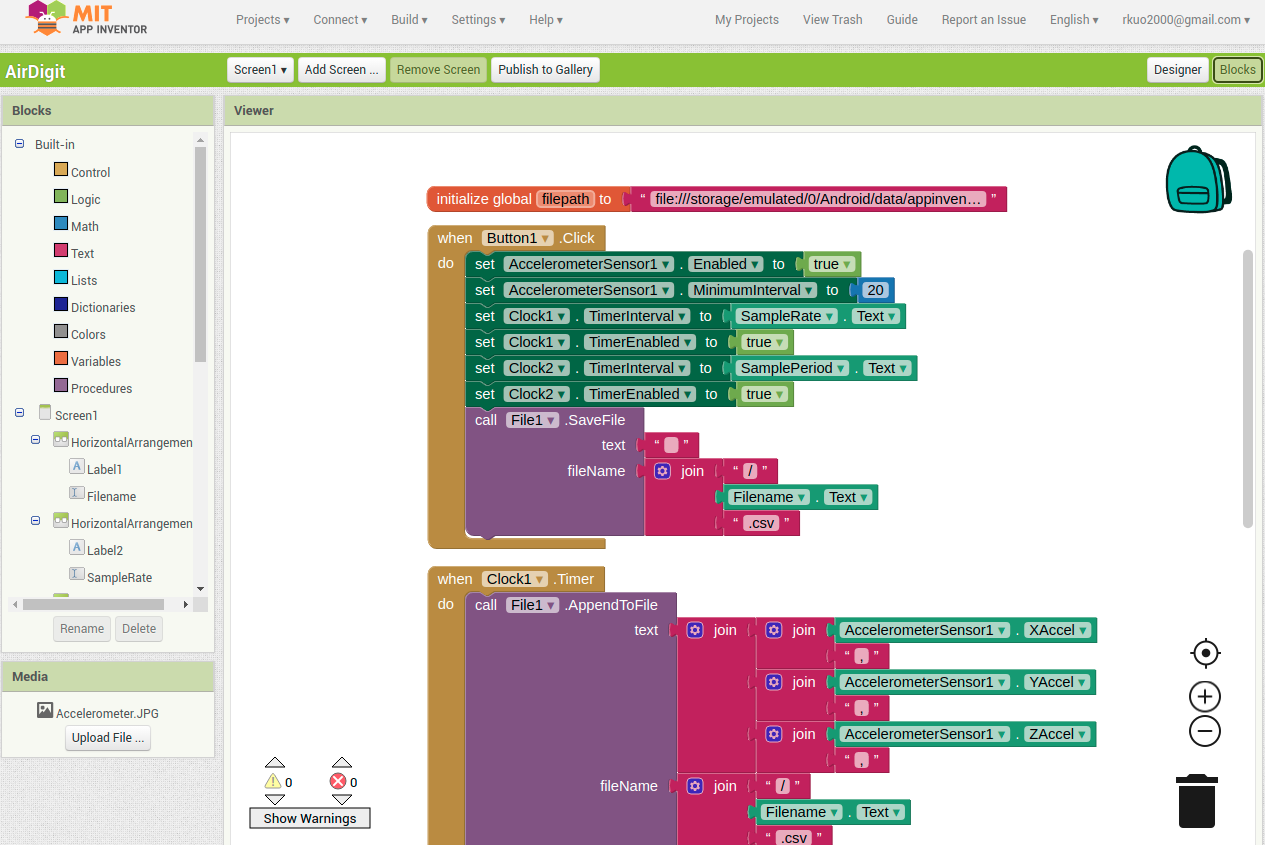 MIT
APP INVENTOR
Projects ▾ Connect ▾ Build ▾ Settings ▾ Help ▾ My Projects View Trash Guide Report an Issue English ▾ rkuo2000@gmail.com ▾
AirDigit Screen1 ▾ Add Screen ... Remove Screen Publish to Gallery Designer Blocks
Blocks
Built-in
Control
Logic
Math
Text
Lists
Dictionaries
Colors
Variables
Procedures
Screen1
HorizontalArrangemen
Label1
Filename
HorizontalArrangemen
Label2
SampleRate
Rename Delete
Media
Accelerometer.JPG
Upload File ...
Viewer
initialize global filepath to “ file:///storage/emulated/0/Android/data/appinven… ”
when Button1 ▾ .Click
do set AccelerometerSensor1 ▾ . Enabled ▾ to true ▾
set AccelerometerSensor1 ▾ . MinimumInterval ▾ to 20
set Clock1 ▾ . TimerInterval ▾ to SampleRate ▾ . Text ▾
set Clock1 ▾ . TimerEnabled ▾ to true ▾
set Clock2 ▾ . TimerInterval ▾ to SamplePeriod ▾ . Text ▾
set Clock2 ▾ . TimerEnabled ▾ to true ▾
call File1 ▾ .SaveFile
text “ ”
fileName join “ / ”
Filename ▾ . Text ▾
“ .csv ”
when Clock1 ▾ .Timer
do call File1 ▾ .AppendToFile
text join join AccelerometerSensor1 ▾ . XAccel ▾
“ , ”
join AccelerometerSensor1 ▾ . YAccel ▾
“ , ”
join AccelerometerSensor1 ▾ . ZAccel ▾
“ , ”
fileName join “ / ”
Filename ▾ . Text ▾
“ .csv ”
0 0
Show Warnings